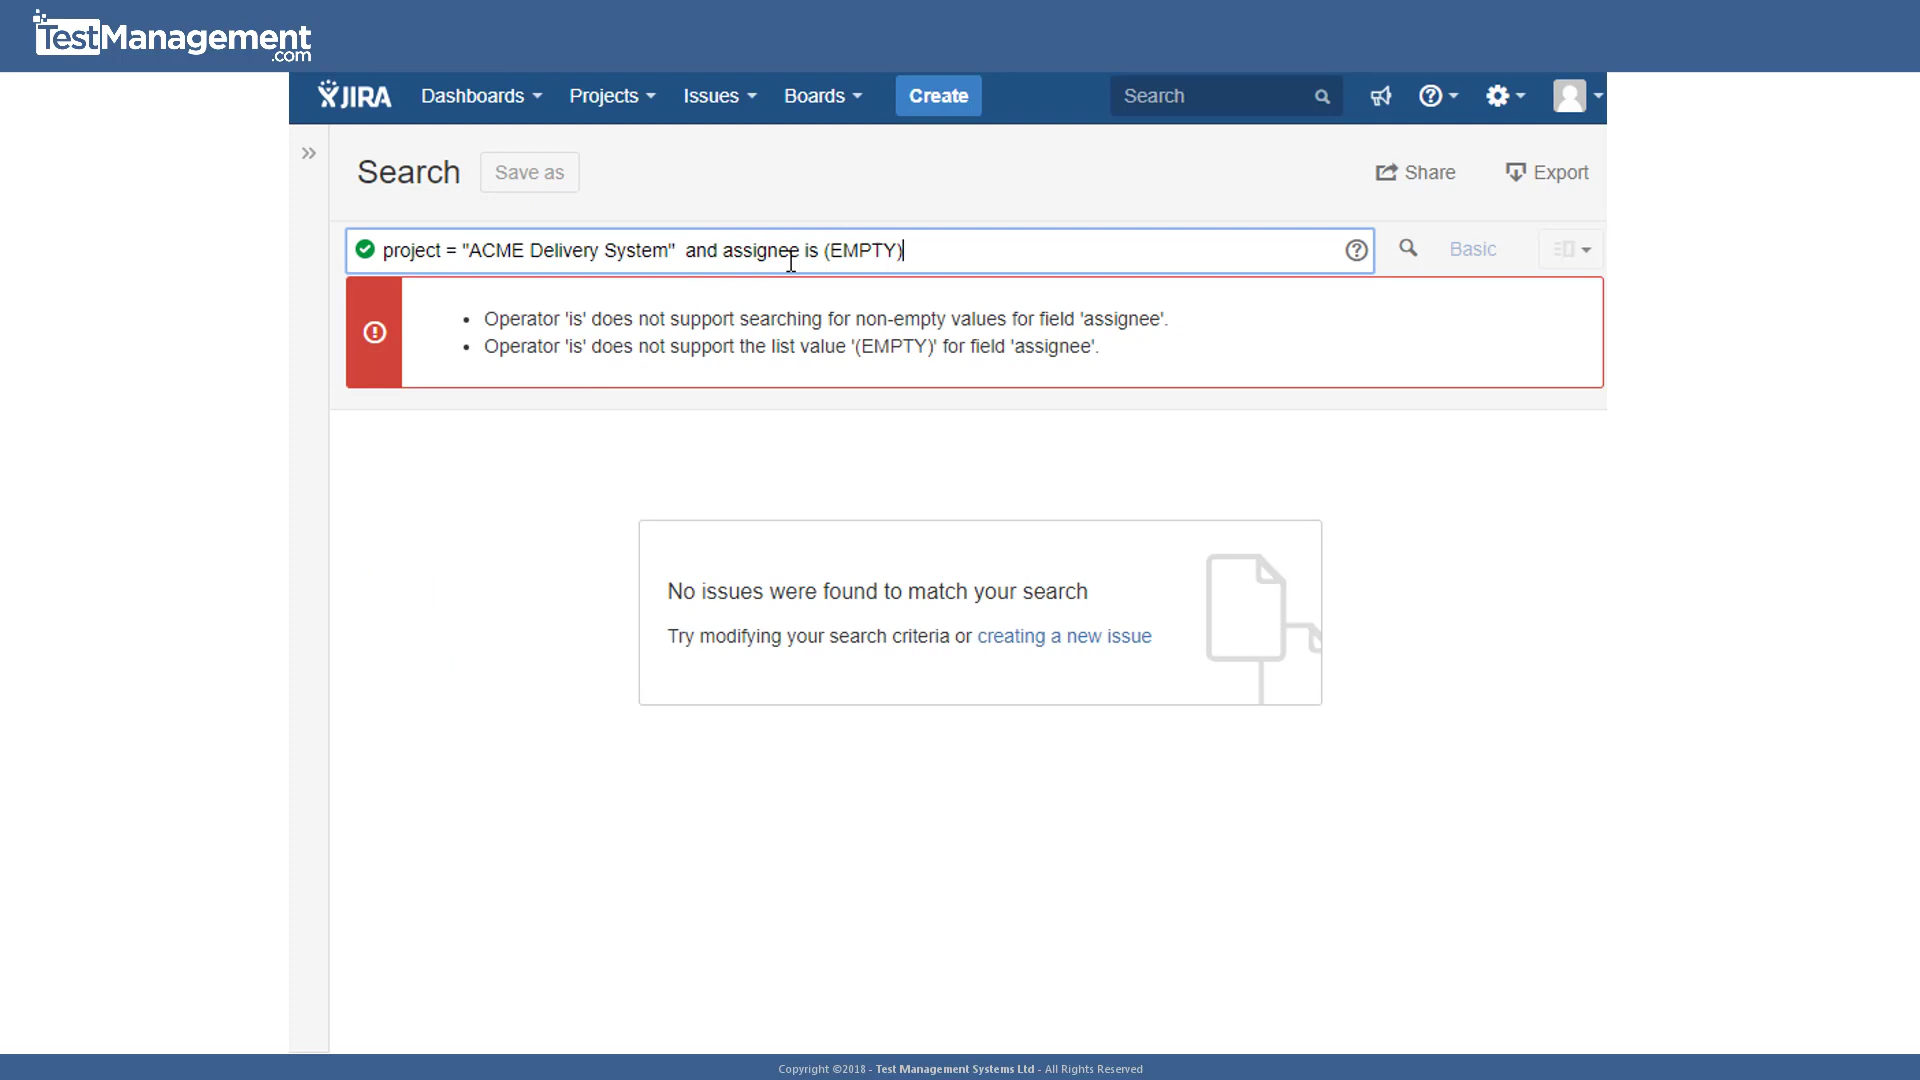 TestManagement
.com
JIRA Dashboards Projects Issues Boards Create Search
Search Save as Share Export
project = "ACME Delivery System"  and assignee is (EMPTY) Basic
Operator 'is' does not support searching for non-empty values for field 'assignee'.
Operator 'is' does not support the list value '(EMPTY)' for field 'assignee'.
No issues were found to match your search
Try modifying your search criteria or creating a new issue
Copyright ©2018 - Test Management Systems Ltd - All Rights Reserved